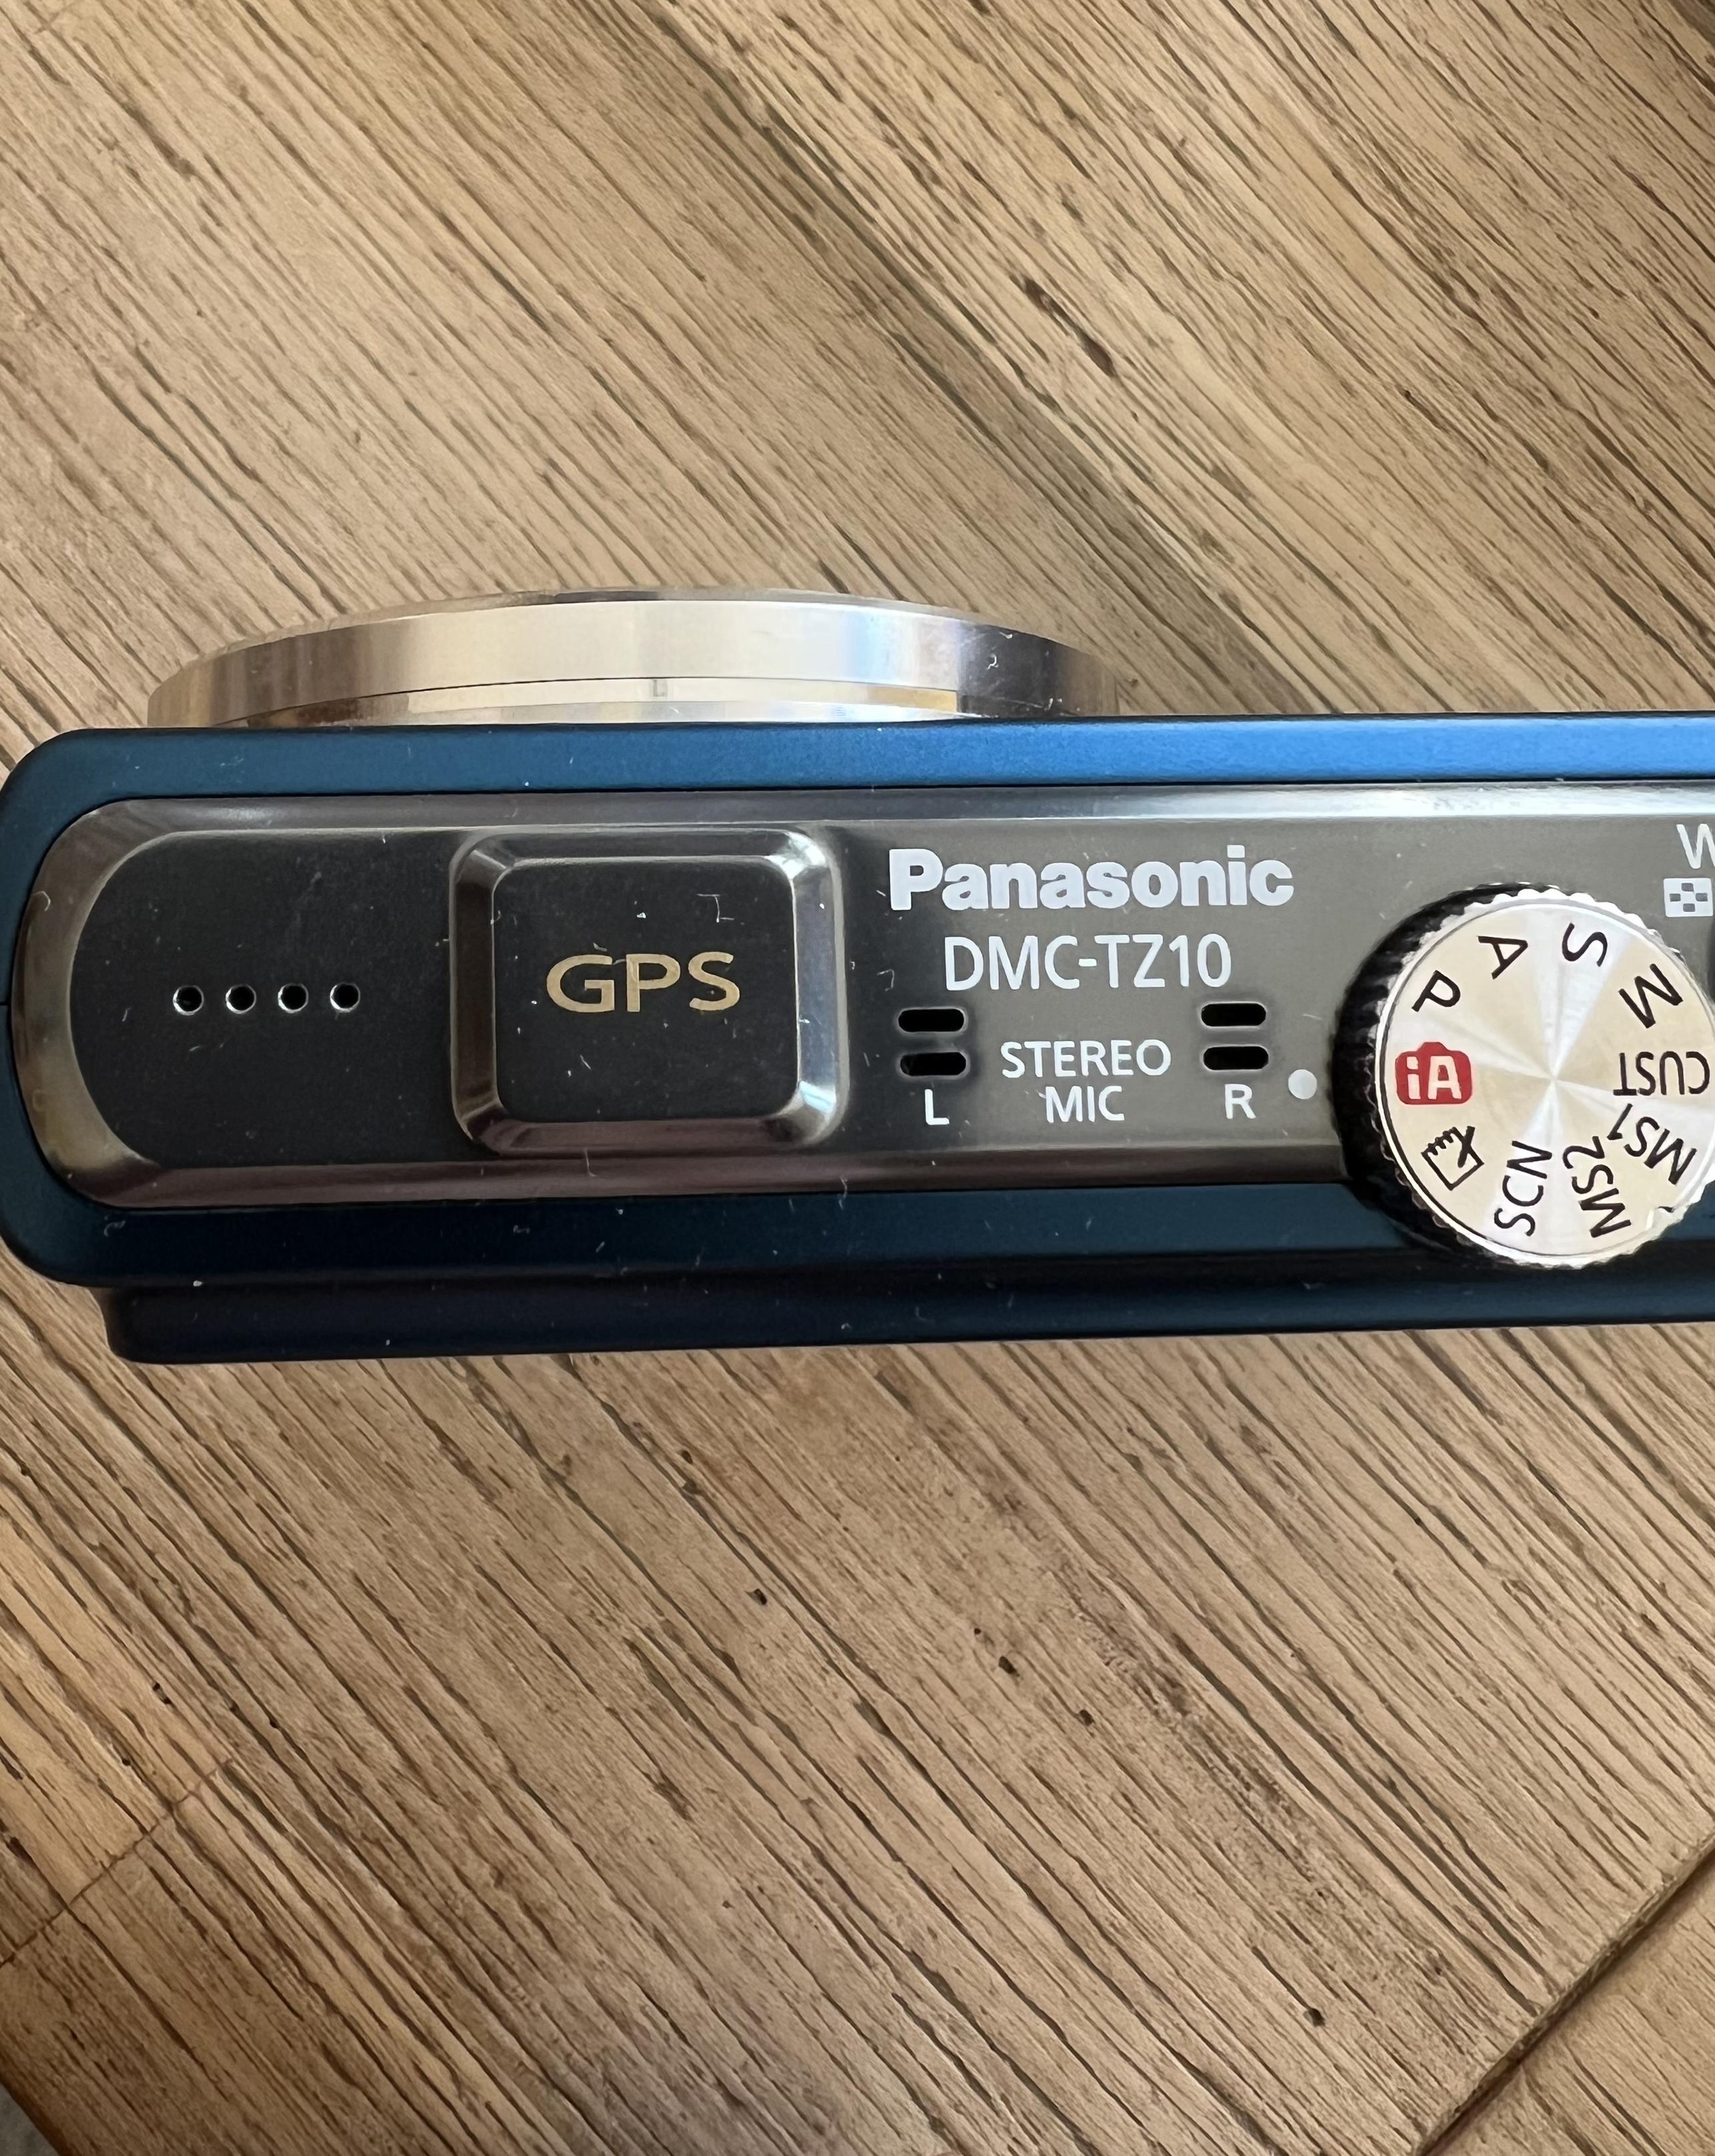 GPS
Panasonic
DMC-TZ10
STEREO
MIC
L
R
W
iA
P
A
S
M
CUST
MS1
MS2
SCN